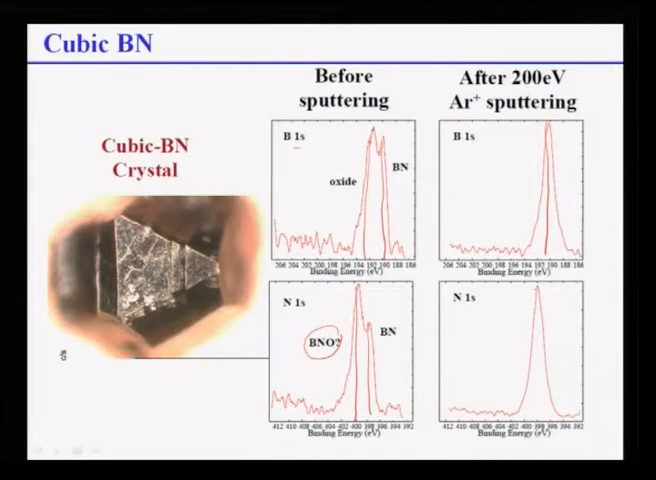 Cubic BN
Before
sputtering
After 200eV
Ar+ sputtering
Cubic-BN
Crystal
B 1s
oxide
BN
206 204 202 200 198 196 194 192 190 188 186
Binding Energy (eV)
B 1s
206 204 202 200 198 196 194 192 190 188 186
Binding Energy (eV)
N 1s
BNO?
BN
c/s
412 410 408 406 404 402 400 398 396 394 392
Binding Energy (eV)
N 1s
412 410 408 406 404 402 400 398 396 394 392
Binding Energy (eV)